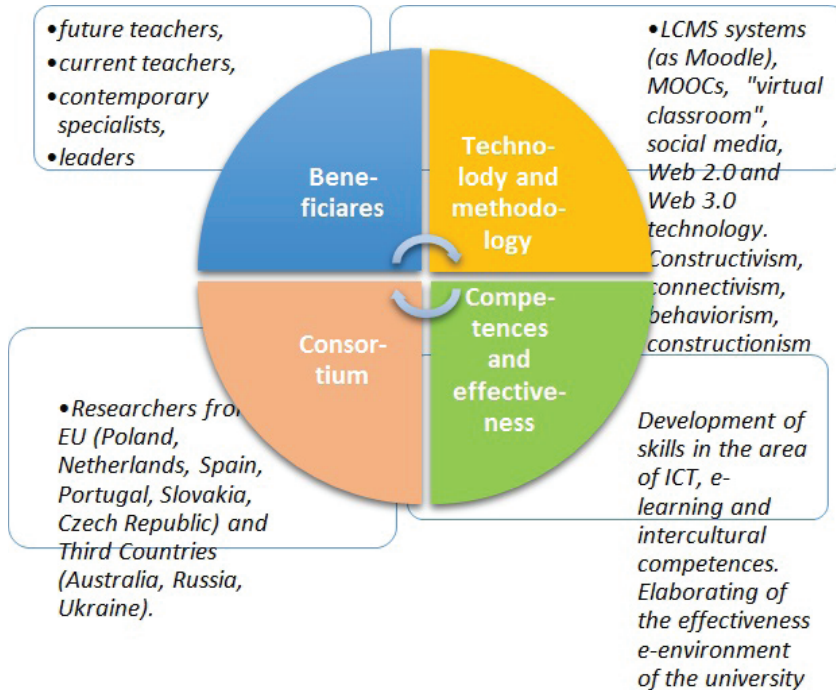 •future teachers,
•current teachers,
•contemporary
specialists,
•leaders
Bene-
ficiares
•LCMS systems
(as Moodle),
MOOCs, "virtual
classroom",
social media,
Web 2.0 and
Web 3.0
technology.
Constructivism,
connectivism,
behaviorism,
constructionism
Techno-
lody and
methodo-
logy
Consor-
tium
•Researchers from
EU (Poland,
Netherlands, Spain,
Portugal, Slovakia,
Czech Republic) and
Third Countries
(Australia, Russia,
Ukraine).
Compe-
tences
and
effective-
ness
Development of
skills in the area
of ICT, e-
learning and
intercultural
competences.
Elaborating of
the effectiveness
e-environment
of the university